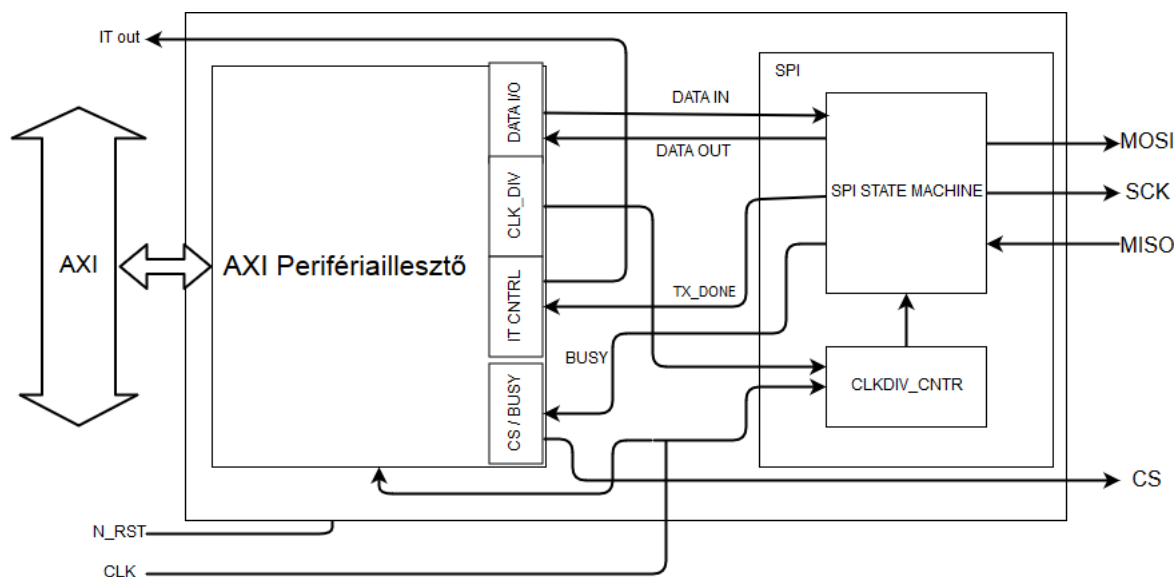 IT out
SPI
DATA I/O
DATA IN
DATA OUT
MOSI
CLK_DIV
SPI STATE MACHINE
SCK
AXI
AXI Perifériaillesztő
MISO
IT CNTRL
TX_DONE
BUSY
CLKDIV_CNTR
CS / BUSY
CS
N_RST
CLK